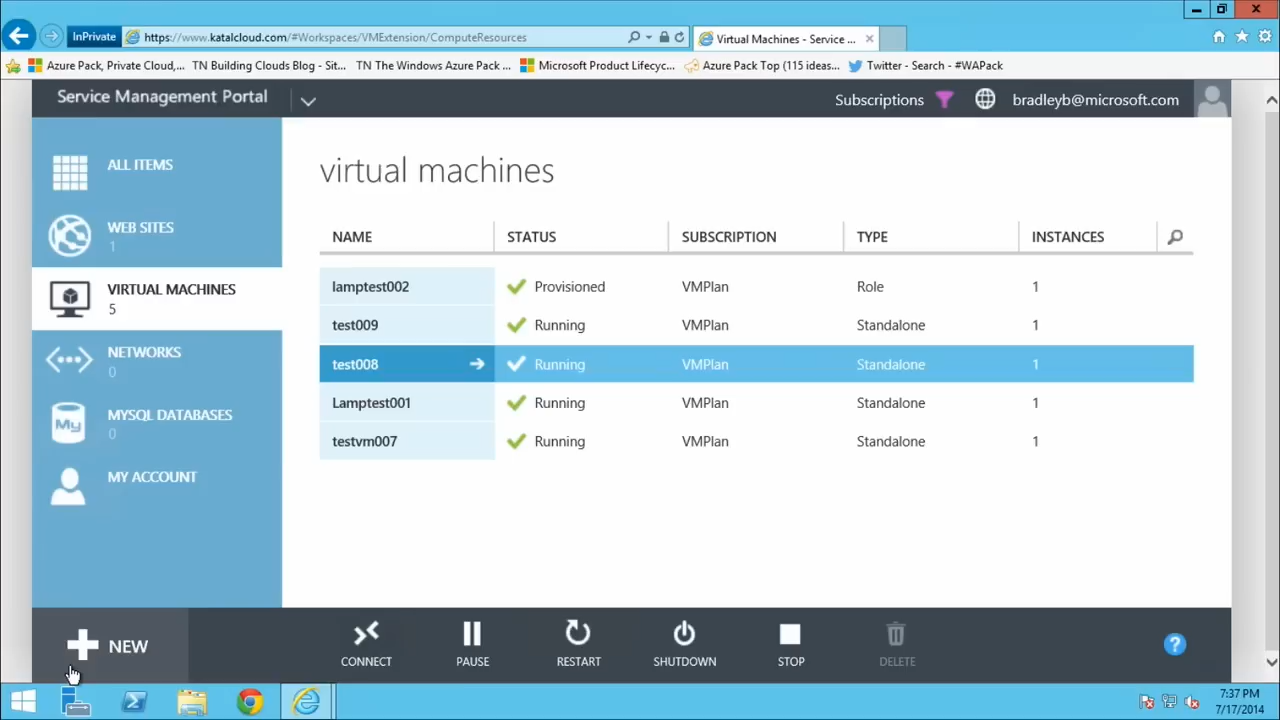 InPrivate https://www.katalcloud.com/#Workspaces/VMExtension/ComputeResources Virtual Machines - Service ...
Azure Pack, Private Cloud,... TN Building Clouds Blog - Sit... TN The Windows Azure Pack ... Microsoft Product Lifecyc... Azure Pack Top (115 ideas... Twitter - Search - #WAPack
Service Management Portal Subscriptions bradleyb@microsoft.com
ALL ITEMS
WEB SITES
1
VIRTUAL MACHINES
5
NETWORKS
0
MYSQL DATABASES
My
0
MY ACCOUNT
virtual machines
NAME STATUS SUBSCRIPTION TYPE INSTANCES
lamptest002 Provisioned VMPlan Role 1
test009 Running VMPlan Standalone 1
test008 Running VMPlan Standalone 1
Lamptest001 Running VMPlan Standalone 1
testvm007 Running VMPlan Standalone 1
NEW
CONNECT PAUSE RESTART SHUTDOWN STOP DELETE
?
7:37 PM
7/17/2014